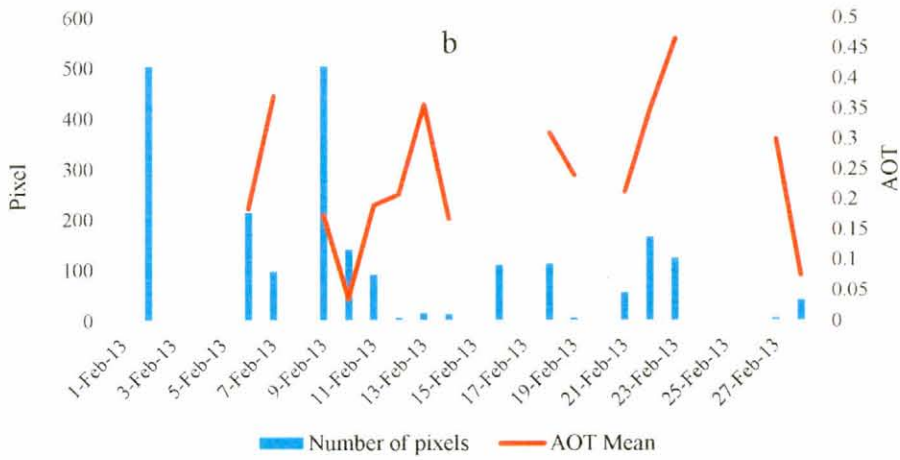 b
Pixel
600
500
400
300
200
100
0
AOT
0.5
0.45
0.4
0.35
0.3
0.25
0.2
0.15
0.1
0.05
0
1-Feb-13
3-Feb-13
5-Feb-13
7-Feb-13
9-Feb-13
11-Feb-13
13-Feb-13
15-Feb-13
17-Feb-13
19-Feb-13
21-Feb-13
23-Feb-13
25-Feb-13
27-Feb-13
Number of pixels
AOT Mean